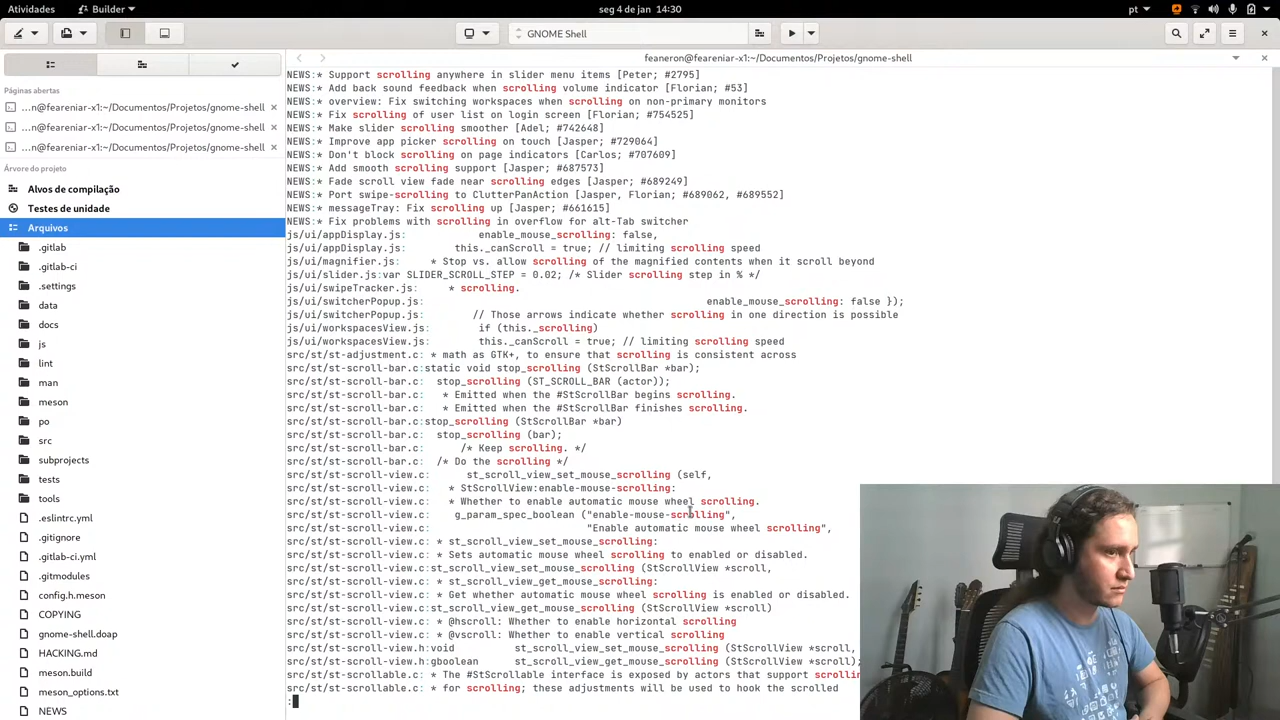 Atividades
Builder
seg 4 de jan 14:30
pt
GNOME Shell
Páginas abertas
...n@feareniar-x1:~/Documentos/Projetos/gnome-shell
...n@feareniar-x1:~/Documentos/Projetos/gnome-shell
...n@feareniar-x1:~/Documentos/Projetos/gnome-shell
Árvore do projeto
Alvos de compilação
Testes de unidade
Arquivos
.gitlab
.gitlab-ci
.settings
data
docs
js
lint
man
meson
po
src
subprojects
tests
tools
.eslintrc.yml
.gitignore
.gitlab-ci.yml
.gitmodules
config.h.meson
COPYING
gnome-shell.doap
HACKING.md
meson.build
meson_options.txt
NEWS
feaneron@feareniar-x1:~/Documentos/Projetos/gnome-shell
NEWS:* Support scrolling anywhere in slider menu items [Peter; #2795]
NEWS:* Add back sound feedback when scrolling volume indicator [Florian; #53]
NEWS:* overview: Fix switching workspaces when scrolling on non-primary monitors
NEWS:* Fix scrolling of user list on login screen [Florian; #754525]
NEWS:* Make slider scrolling smoother [Adel; #742648]
NEWS:* Improve app picker scrolling on touch [Jasper; #729064]
NEWS:* Don't block scrolling on page indicators [Carlos; #707609]
NEWS:* Add smooth scrolling support [Jasper; #687573]
NEWS:* Fade scroll view fade near scrolling edges [Jasper; #689249]
NEWS:* Port swipe-scrolling to ClutterPanAction [Jasper, Florian; #689062, #689552]
NEWS:* messageTray: Fix scrolling up [Jasper; #661615]
NEWS:* Fix problems with scrolling in overflow for alt-Tab switcher
js/ui/appDisplay.js: enable_mouse_scrolling: false,
js/ui/appDisplay.js: this._canScroll = true; // limiting scrolling speed
js/ui/magnifier.js: * Stop vs. allow scrolling of the magnified contents when it scroll beyond
js/ui/slider.js:var SLIDER_SCROLL_STEP = 0.02; /* Slider scrolling step in % */
js/ui/swipeTracker.js: * scrolling.
js/ui/switcherPopup.js: enable_mouse_scrolling: false });
js/ui/switcherPopup.js: // Those arrows indicate whether scrolling in one direction is possible
js/ui/workspacesView.js: if (this._scrolling)
js/ui/workspacesView.js: this._canScroll = true; // limiting scrolling speed
src/st/st-adjustment.c: * math as GTK+, to ensure that scrolling is consistent across
src/st/st-scroll-bar.c:static void stop_scrolling (StScrollBar *bar);
src/st/st-scroll-bar.c: stop_scrolling (ST_SCROLL_BAR (actor));
src/st/st-scroll-bar.c: * Emitted when the #StScrollBar begins scrolling.
src/st/st-scroll-bar.c: * Emitted when the #StScrollBar finishes scrolling.
src/st/st-scroll-bar.c:stop_scrolling (StScrollBar *bar)
src/st/st-scroll-bar.c: stop_scrolling (bar);
src/st/st-scroll-bar.c: /* Keep scrolling. */
src/st/st-scroll-bar.c: /* Do the scrolling */
src/st/st-scroll-view.c: st_scroll_view_set_mouse_scrolling (self,
src/st/st-scroll-view.c: * StScrollView:enable-mouse-scrolling:
src/st/st-scroll-view.c: * Whether to enable automatic mouse wheel scrolling.
src/st/st-scroll-view.c: g_param_spec_boolean ("enable-mouse-scrolling",
src/st/st-scroll-view.c: "Enable automatic mouse wheel scrolling",
src/st/st-scroll-view.c: * st_scroll_view_set_mouse_scrolling:
src/st/st-scroll-view.c: * Sets automatic mouse wheel scrolling to enabled or disabled.
src/st/st-scroll-view.c:st_scroll_view_set_mouse_scrolling (StScrollView *scroll,
src/st/st-scroll-view.c: * st_scroll_view_get_mouse_scrolling:
src/st/st-scroll-view.c: * Get whether automatic mouse wheel scrolling is enabled or disabled.
src/st/st-scroll-view.c:st_scroll_view_get_mouse_scrolling (StScrollView *scroll)
src/st/st-scroll-view.c: * @hscroll: Whether to enable horizontal scrolling
src/st/st-scroll-view.c: * @vscroll: Whether to enable vertical scrolling
src/st/st-scroll-view.h:void st_scroll_view_set_mouse_scrolling (StScrollView *scroll,
src/st/st-scroll-view.h:gboolean st_scroll_view_get_mouse_scrolling (StScrollView *scroll);
src/st/st-scrollable.c: * The #StScrollable interface is exposed by actors that support scrollin
src/st/st-scrollable.c: * for scrolling; these adjustments will be used to hook the scrolled
: